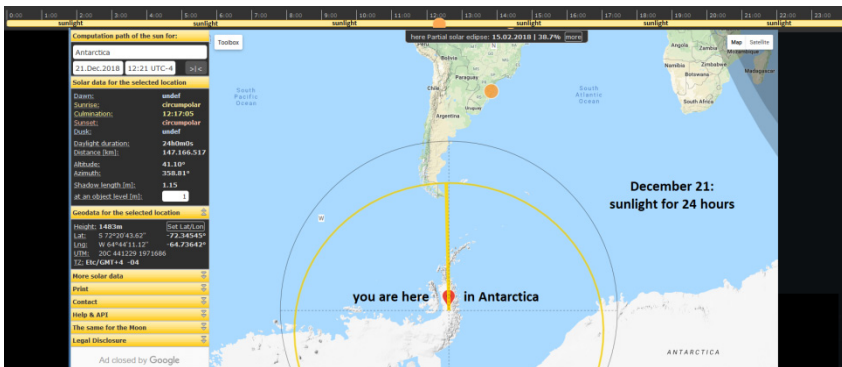 0:00 1:00 2:00 3:00 4:00 5:00 6:00 7:00 8:00 9:00 10:00 11:00 12:00 13:00 14:00 15:00 16:00 17:00 18:00 19:00 20:00 21:00 22:00 23:00
sunlight sunlight sunlight sunlight sunlight sunlight
Computation path of the sun for:
Antarctica
21.Dec.2018 12:21 UTC-4 >|<
Solar data for the selected location
Dawn: undef
Sunrise: circumpolar
Culmination: 12:17:05
Sunset: circumpolar
Dusk: undef
Daylight duration: 24h0m0s
Distance [km]: 147.166.517
Altitude: 41.10°
Azimuth: 358.81°
Shadow length [m]: 1.15
at an object level [m]: 1
Geodata for the selected location
Height: 1483m Set Lat/Lon
Lat: S 72°20'43.62" -72.34545°
Lng: W 64°44'11.12" -64.73642°
UTM: 20C 441229 1971686
TZ: Etc/GMT+4 -04
More solar data
Print
Contact
Help & API
The same for the Moon
Legal Disclosure
Ad closed by Google
Toolbox
here Partial solar eclipse: 15.02.2018 | 38.7% more
Map Satellite
N
Peru
Bolivia
Paraguay
Chile
Uruguay
Argentina
South
Pacific
Ocean
South
Atlantic
Ocean
Angola
Zambia
Mozambique
Namibia
Zimbabwe
Botswana
Madagascar
South Africa
W
December 21:
sunlight for 24 hours
you are here in Antarctica
ANTARCTICA